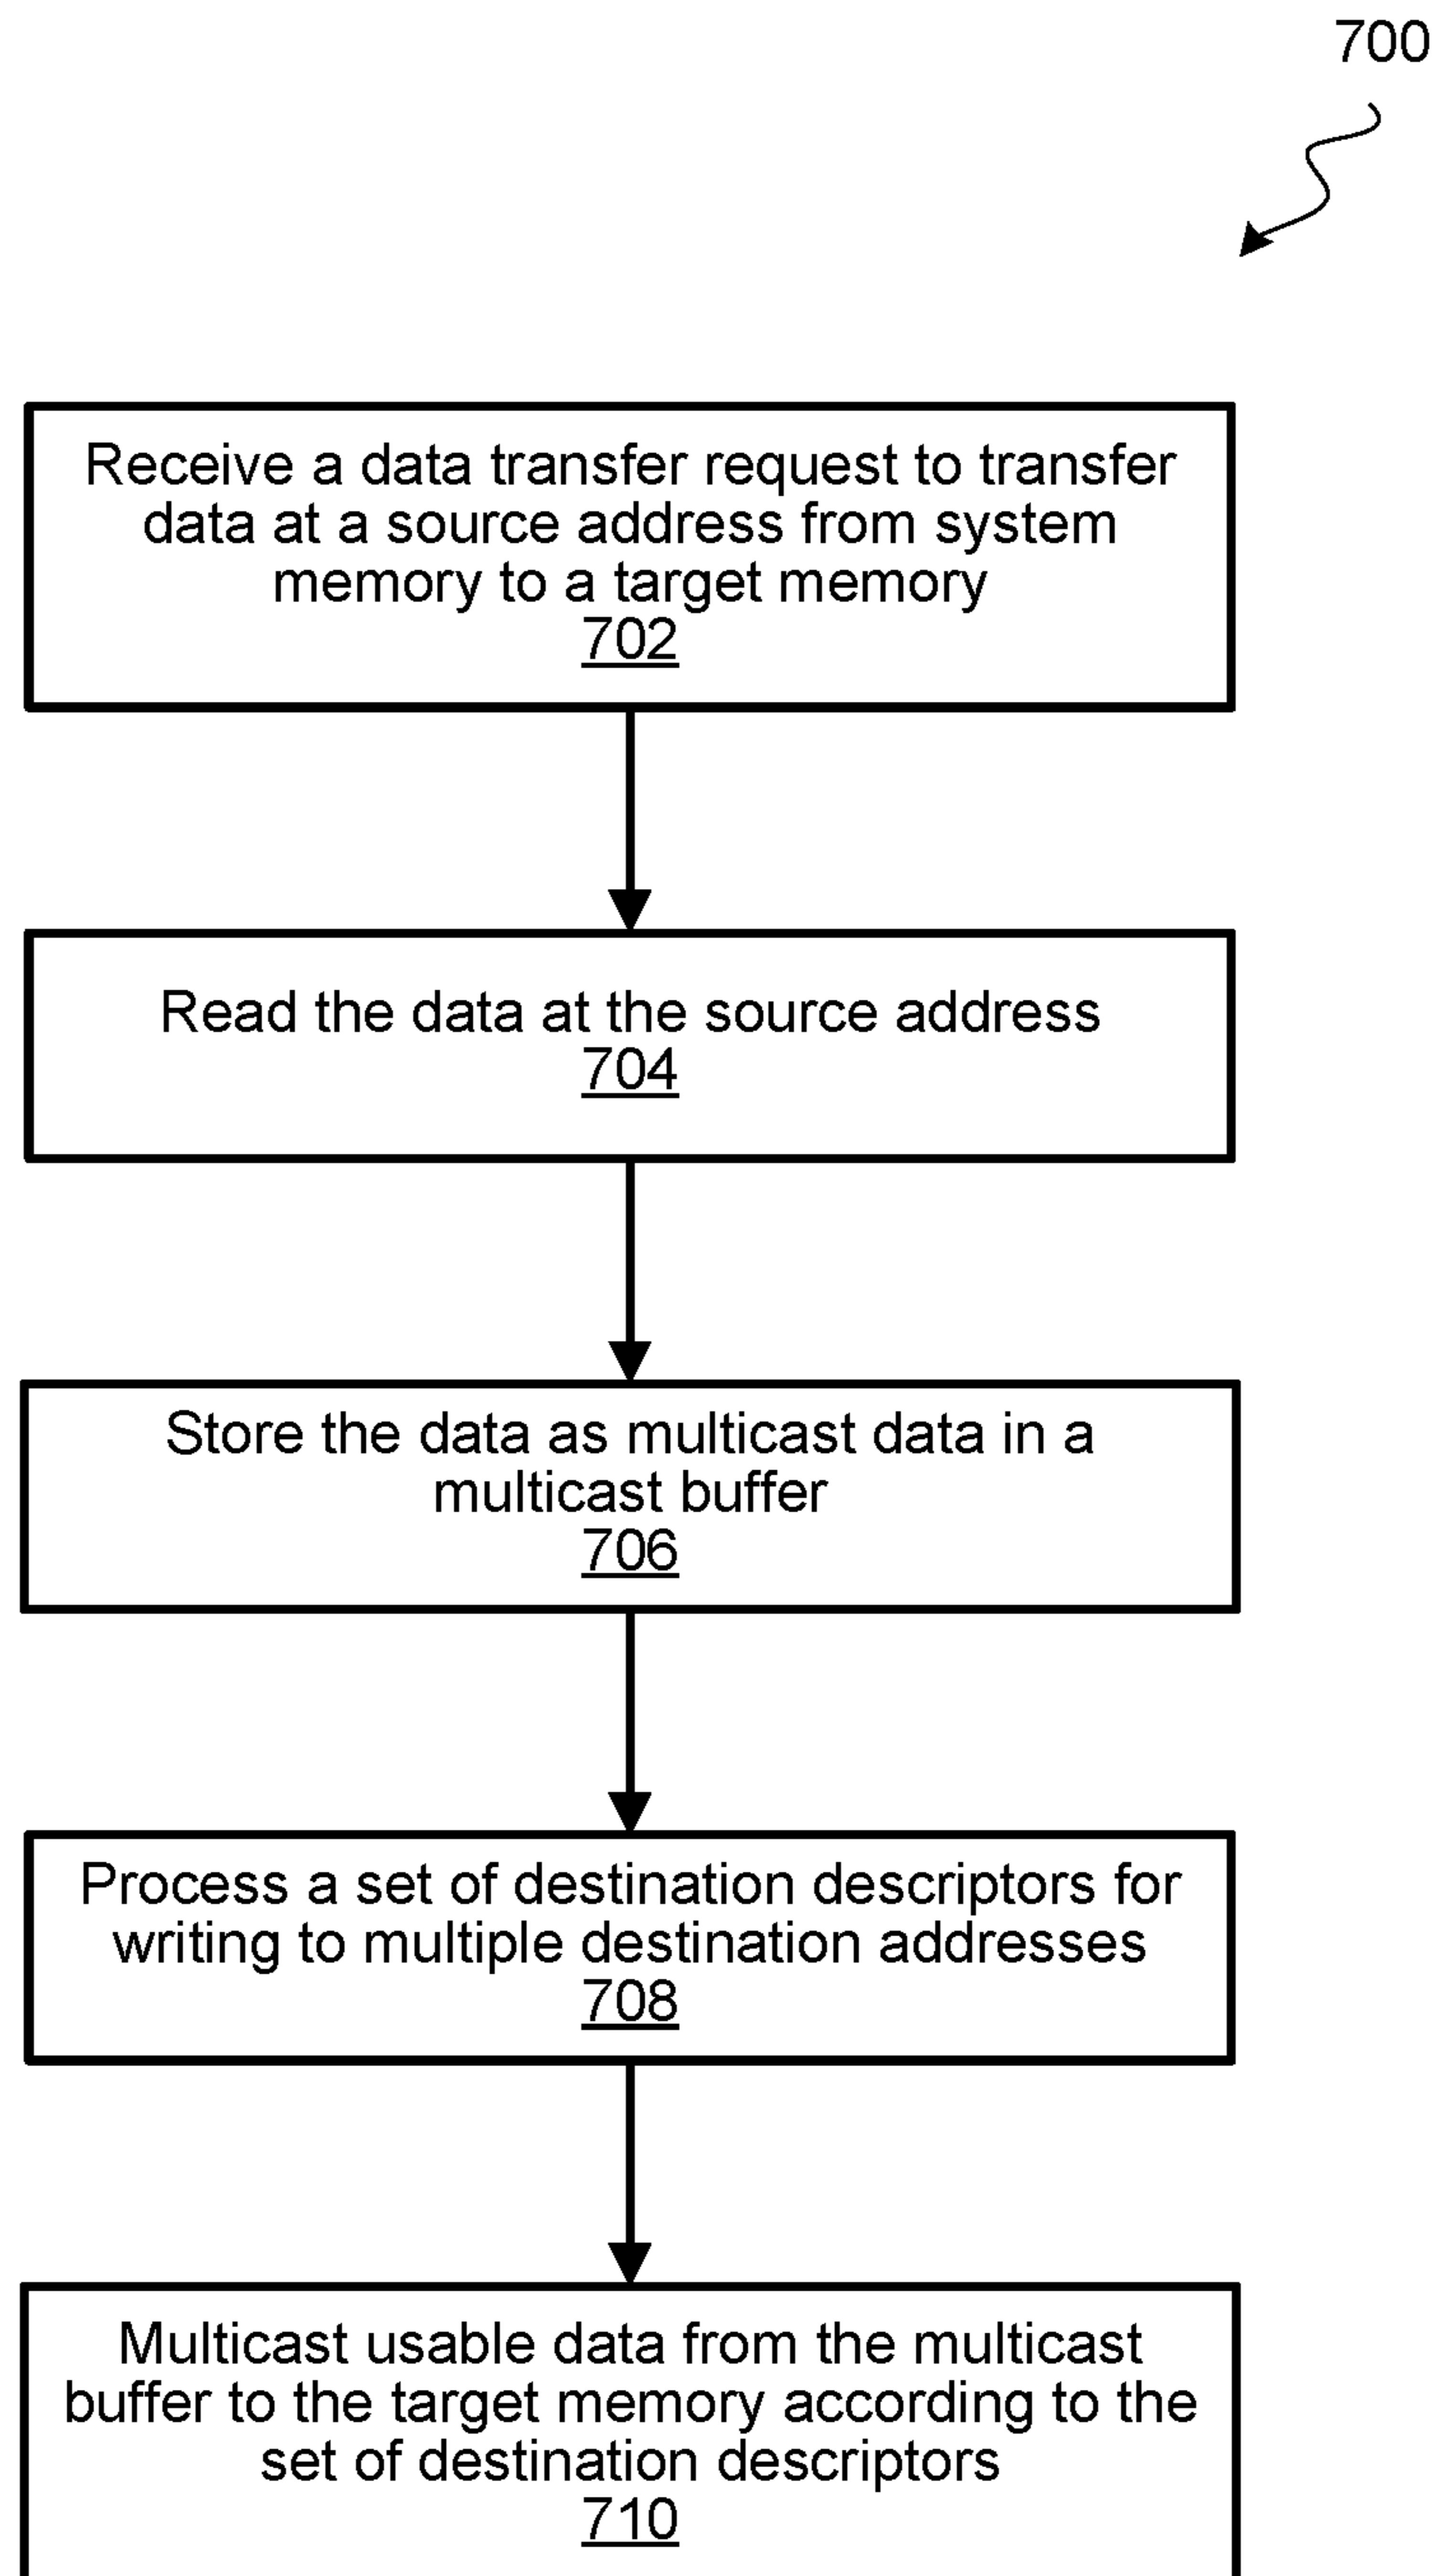 700
Receive a data transfer request to transfer
data at a source address from system
memory to a target memory
702
Read the data at the source address
704
Store the data as multicast data in a
multicast buffer
706
Process a set of destination descriptors for
writing to multiple destination addresses
708
Multicast usable data from the multicast
buffer to the target memory according to the
set of destination descriptors
710